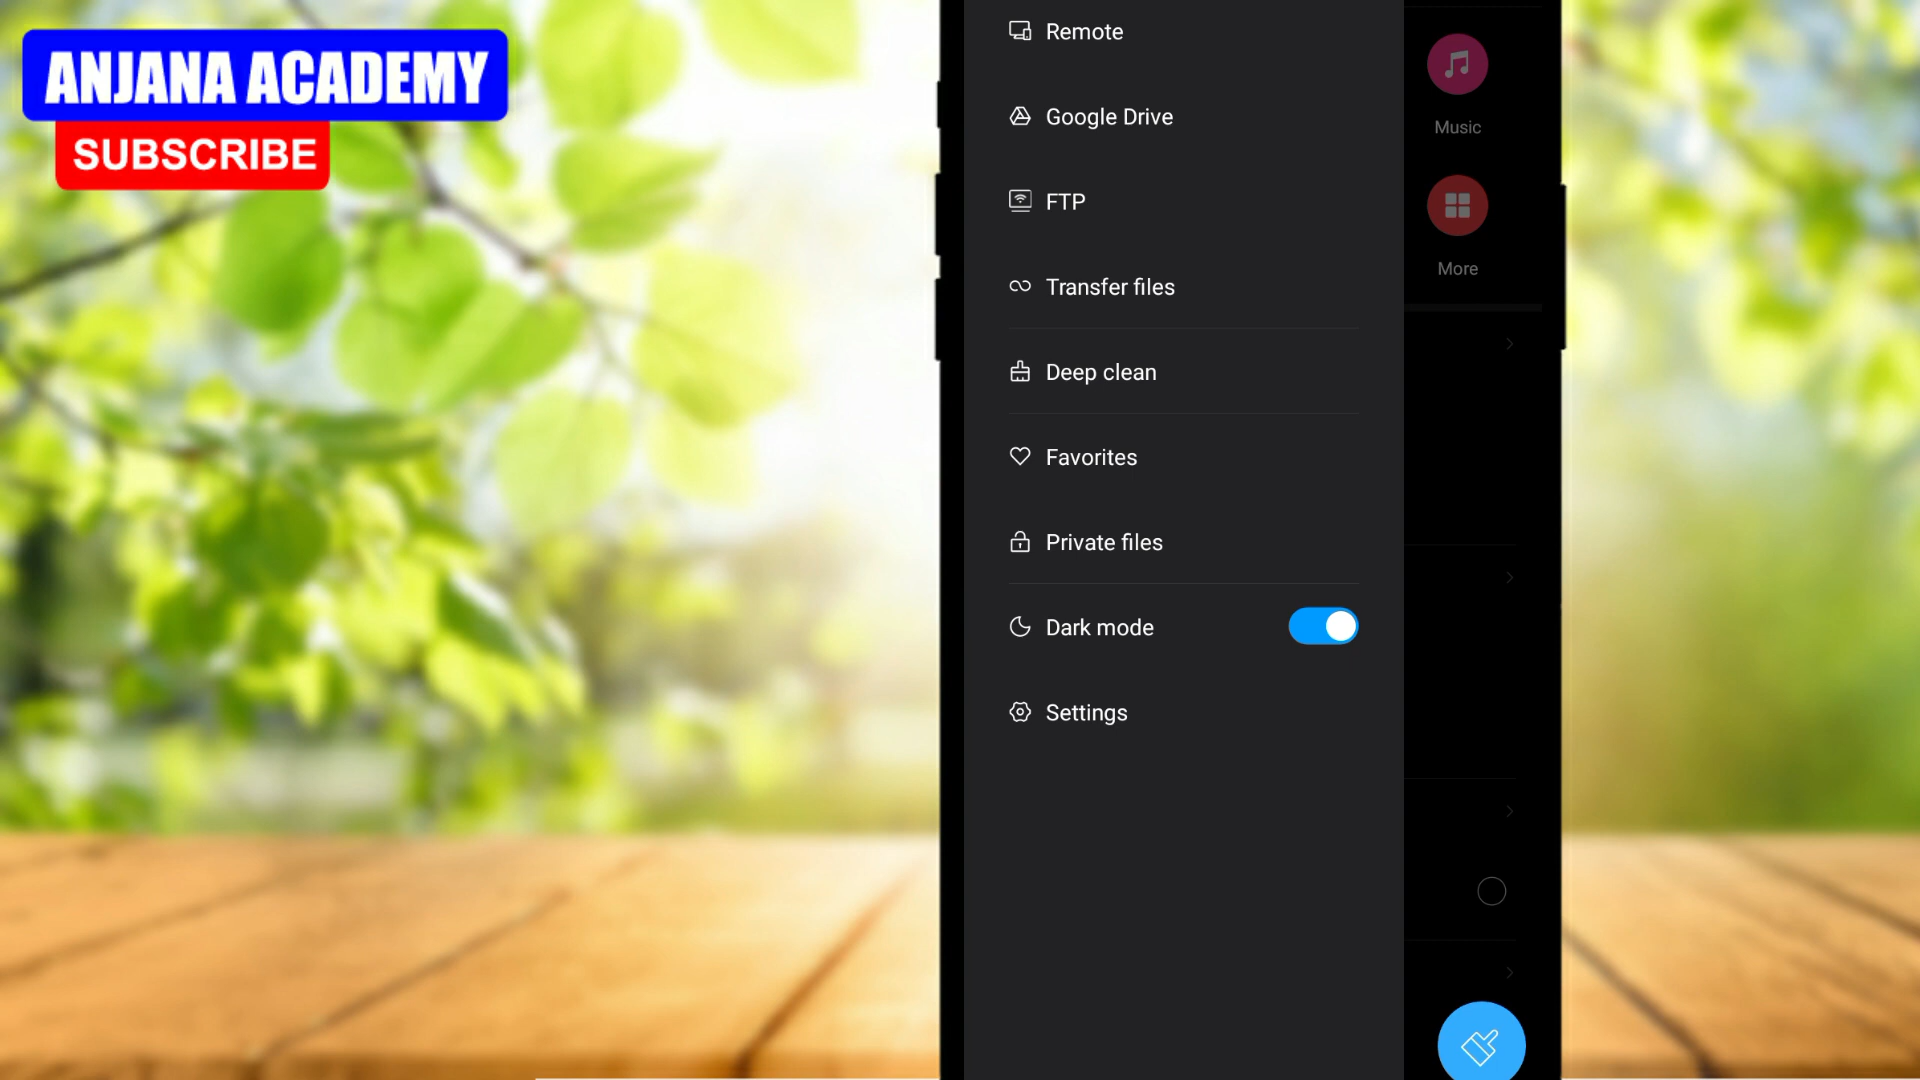 ANJANA ACADEMY
SUBSCRIBE
Remote
Google Drive
FTP
Transfer files
Deep clean
Favorites
Private files
Dark mode
Settings
Music
More